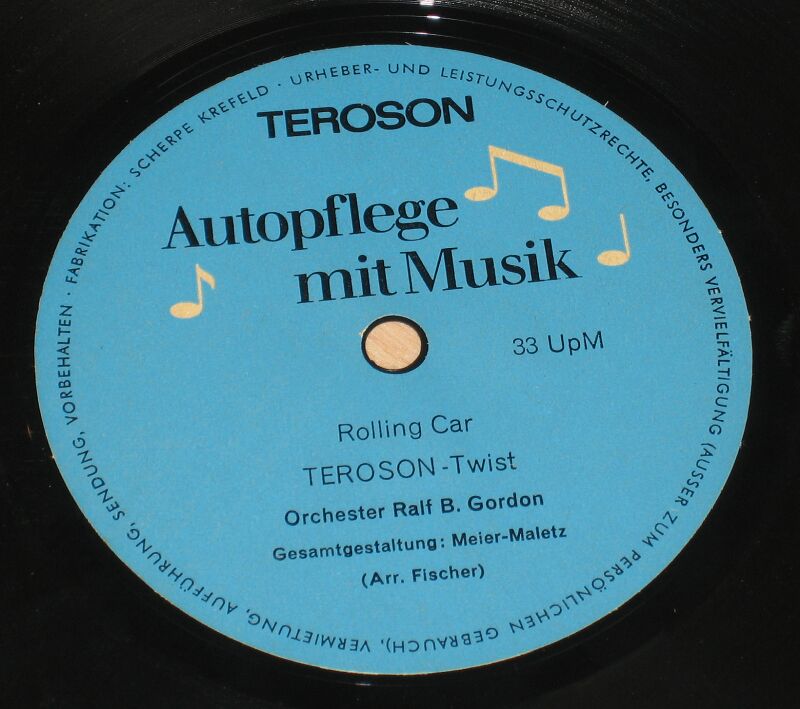 TEROSON
Autopflege
mit Musik
33 UpM
Rolling Car
TEROSON-Twist
Orchester Ralf B. Gordon
Gesamtgestaltung: Meier-Maletz
(Arr. Fischer)
FABRIKATION: SCHERPE KREFELD · URHEBER- UND LEISTUNGSSCHUTZRECHTE, BESONDERS VERVIELFÄLTIGUNG (AUSSER ZUM PERSÖNLICHEN GEBRAUCH), VERMIETUNG, AUFFÜHRUNG, SENDUNG, VORBEHALTEN ·